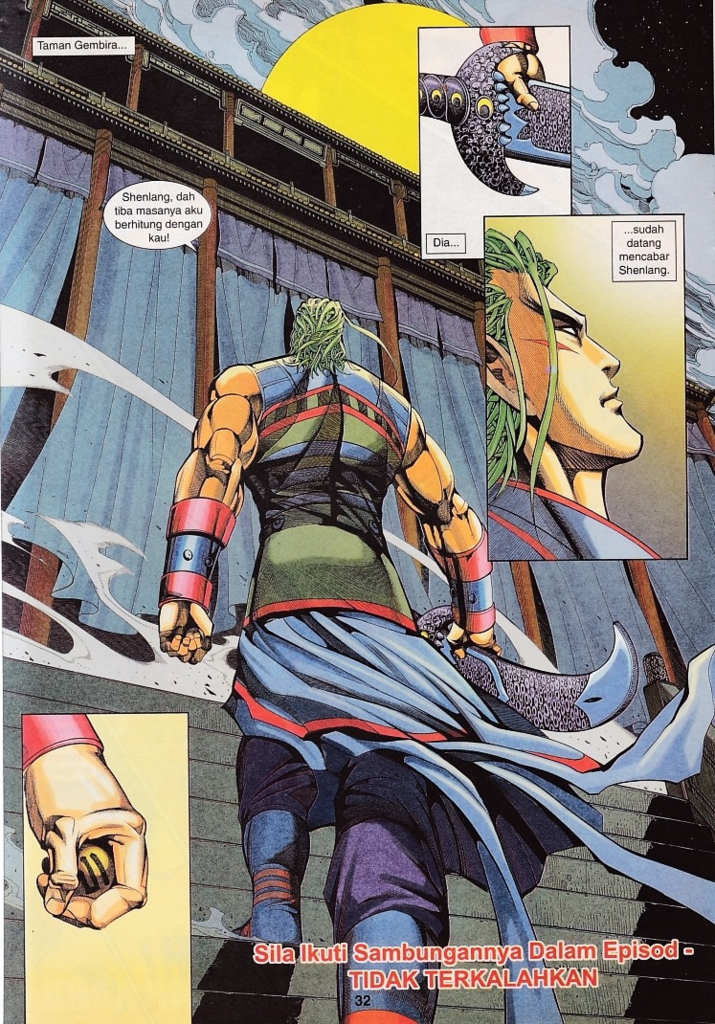 Taman Gembira...
Shenlang, dah
tiba masanya aku
berhitung dengan
kau!
Dia...
...sudah
datang
mencabar
Shenlang.
Sila Ikuti Sambungannya Dalam Episod -
TIDAK TERKALAHKAN
32